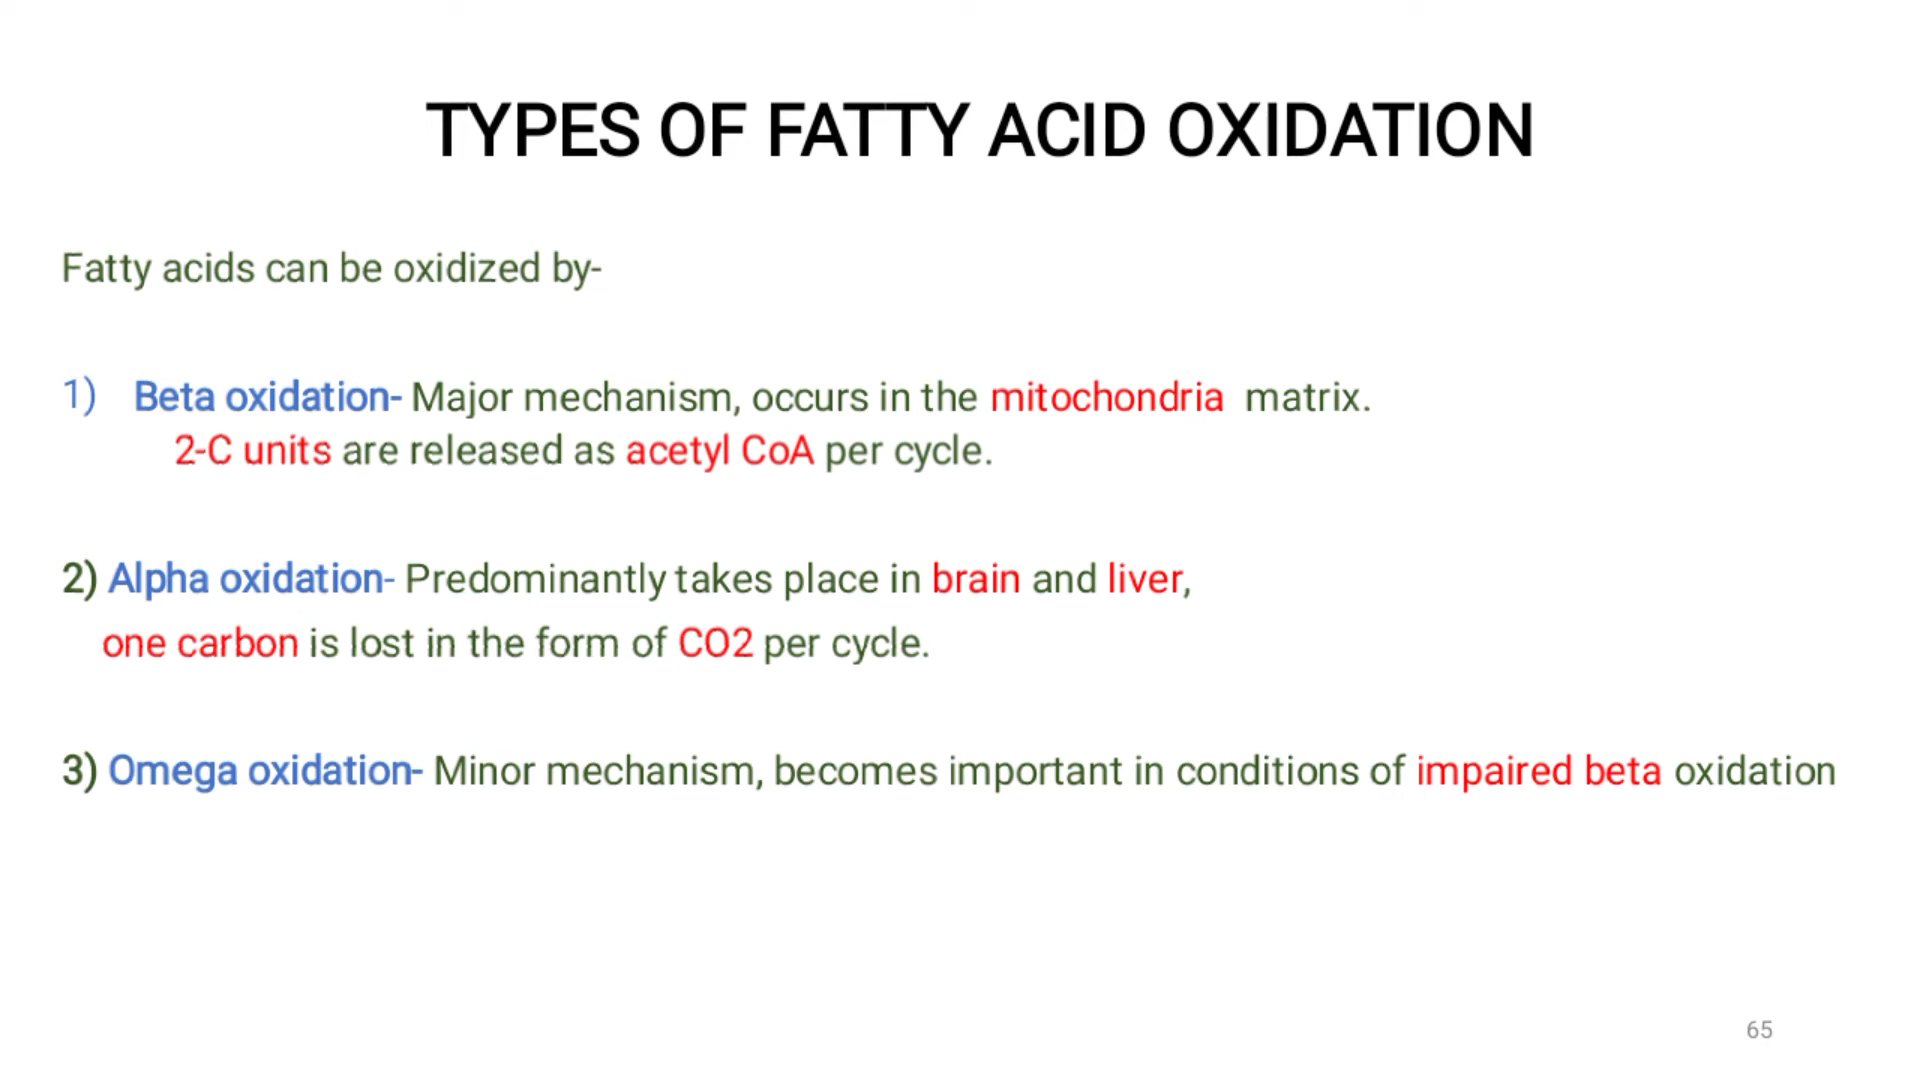 TYPES OF FATTY ACID OXIDATION
Fatty acids can be oxidized by-
1) Beta oxidation- Major mechanism, occurs in the mitochondria matrix.
2-C units are released as acetyl CoA per cycle.
2) Alpha oxidation- Predominantly takes place in brain and liver,
one carbon is lost in the form of CO2 per cycle.
3) Omega oxidation- Minor mechanism, becomes important in conditions of impaired beta oxidation
65